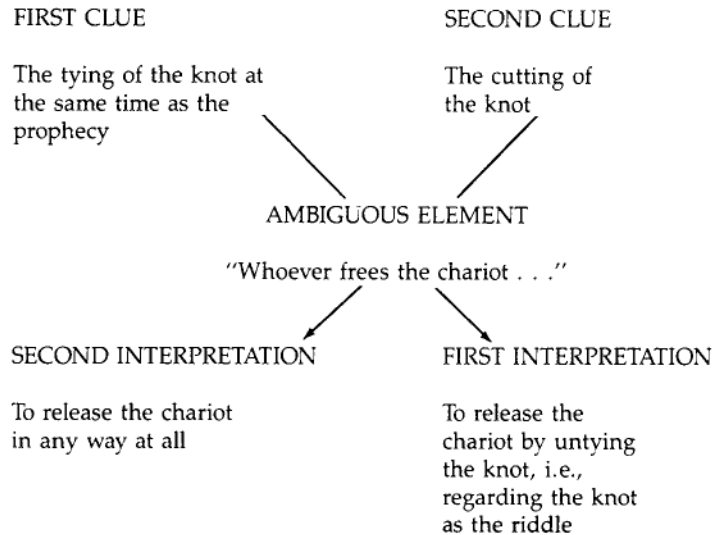 FIRST CLUE
The tying of the knot at
the same time as the
prophecy
SECOND CLUE
The cutting of
the knot
AMBIGUOUS ELEMENT
"Whoever frees the chariot . . ."
SECOND INTERPRETATION
To release the chariot
in any way at all
FIRST INTERPRETATION
To release the
chariot by untying
the knot, i.e.,
regarding the knot
as the riddle